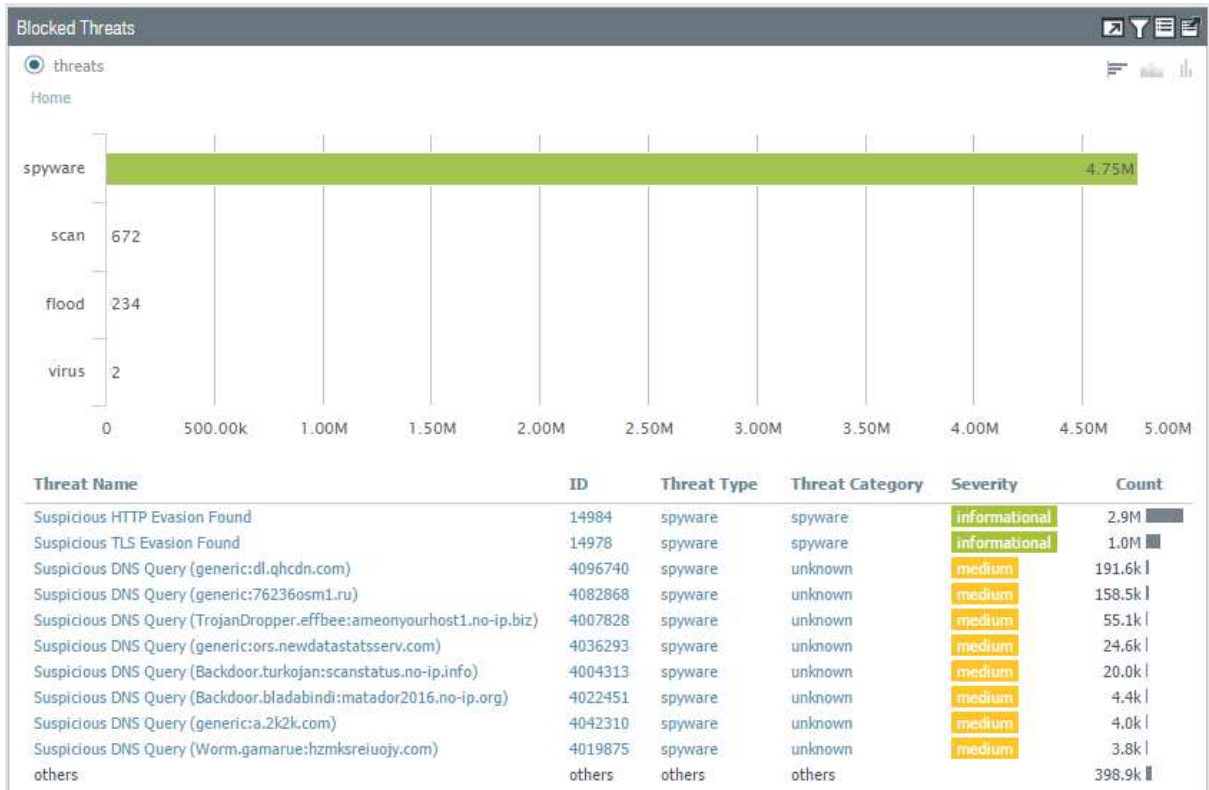 Blocked Threats
threats
Home
spyware 4.75M
scan 672
flood 234
virus 2
0 500.00k 1.00M 1.50M 2.00M 2.50M 3.00M 3.50M 4.00M 4.50M 5.00M
Threat Name ID Threat Type Threat Category Severity Count
Suspicious HTTP Evasion Found 14984 spyware spyware informational 2.9M
Suspicious TLS Evasion Found 14978 spyware spyware informational 1.0M
Suspicious DNS Query (generic:dl.qhcdn.com) 4096740 spyware unknown medium 191.6k
Suspicious DNS Query (generic:76236osm1.ru) 4082868 spyware unknown medium 158.5k
Suspicious DNS Query (TrojanDropper.effbee:ameonyourhost1.no-ip.biz) 4007828 spyware unknown medium 55.1k
Suspicious DNS Query (generic:ors.newdatastatsserv.com) 4036293 spyware unknown medium 24.6k
Suspicious DNS Query (Backdoor.turkojan:scanstatus.no-ip.info) 4004313 spyware unknown medium 20.0k
Suspicious DNS Query (Backdoor.bladabindi:matador2016.no-ip.org) 4022451 spyware unknown medium 4.4k
Suspicious DNS Query (generic:a.2k2k.com) 4042310 spyware unknown medium 4.0k
Suspicious DNS Query (Worm.gamarue:hzmksreiuojy.com) 4019875 spyware unknown medium 3.8k
others others others others 398.9k